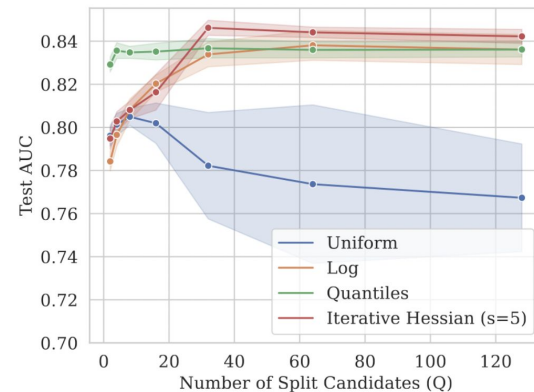 Test AUC
0.84
0.82
0.80
0.78
0.76
0.74
0.72
0.70
Uniform
Log
Quantiles
Iterative Hessian (s=5)
0 20 40 60 80 100 120
Number of Split Candidates (Q)